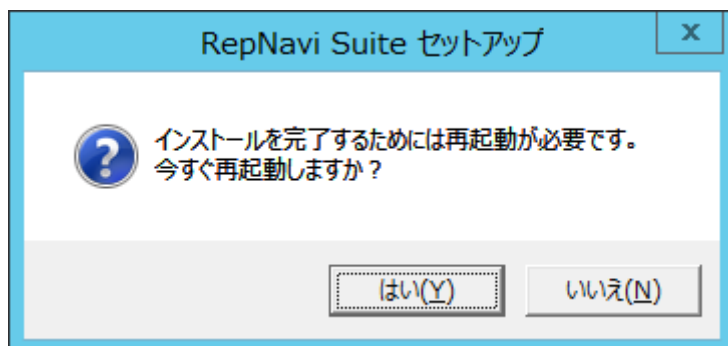 RepNavi Suite セットアップ
x
インストールを完了するためには再起動が必要です。
今すぐ再起動しますか？
はい(Y)
いいえ(N)